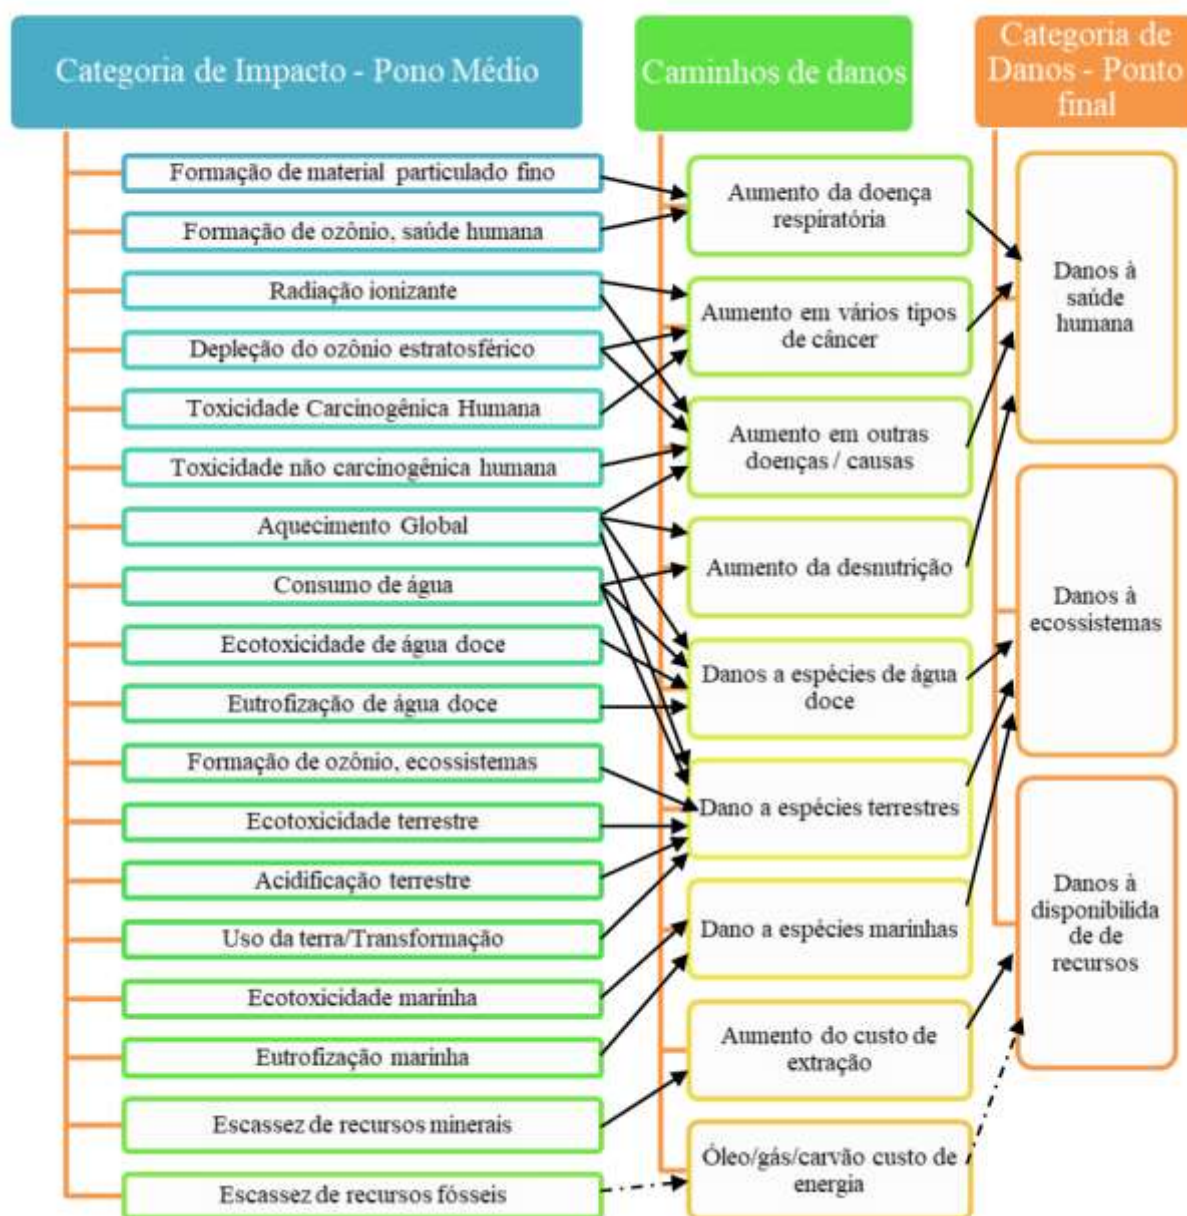 Categoria de Impacto - Pono Médio
Formação de material particulado fino
Formação de ozônio, saúde humana
Radiação ionizante
Depleção do ozônio estratosférico
Toxicidade Carcinogênica Humana
Toxicidade não carcinogênica humana
Aquecimento Global
Consumo de água
Ecotoxicidade de água doce
Eutrofização de água doce
Formação de ozônio, ecossistemas
Ecotoxicidade terrestre
Acidificação terrestre
Uso da terra/Transformação
Ecotoxicidade marinha
Eutrofização marinha
Escassez de recursos minerais
Escassez de recursos fósseis
Caminhos de danos
Aumento da doença
respiratória
Aumento em vários tipos
de câncer
Aumento em outras
doenças / causas
Aumento da desnutrição
Danos a espécies de água
doce
Dano a espécies terrestres
Dano a espécies marinhas
Aumento do custo de
extração
Óleo/gás/carvão custo de
energia
Categoria de
Danos - Ponto
final
Danos à
saúde
humana
Danos à
ecossistemas
Danos à
disponibilida
de de
recursos